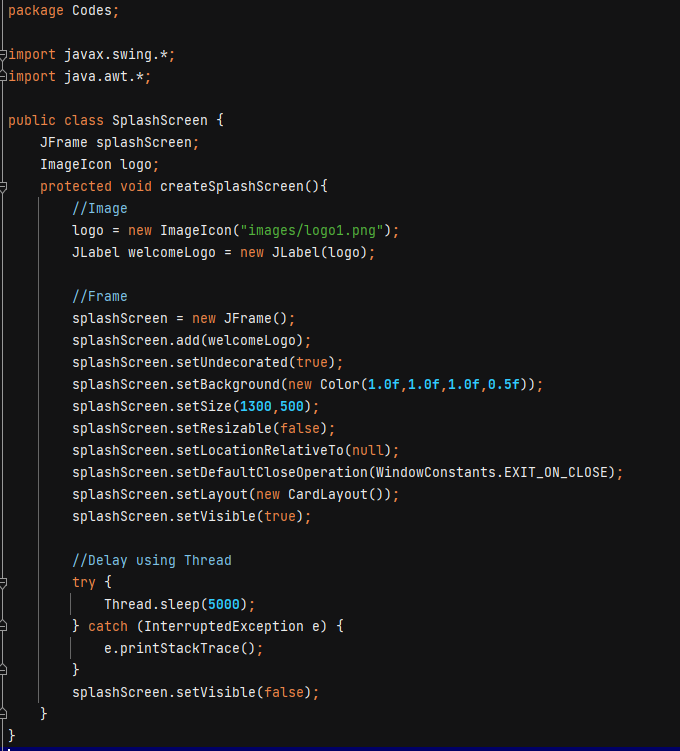 package Codes;
import javax.swing.*;
import java.awt.*;
public class SplashScreen {
    JFrame splashScreen;
    ImageIcon logo;
    protected void createSplashScreen(){
        //Image
        logo = new ImageIcon("images/logo1.png");
        JLabel welcomeLogo = new JLabel(logo);
        //Frame
        splashScreen = new JFrame();
        splashScreen.add(welcomeLogo);
        splashScreen.setUndecorated(true);
        splashScreen.setBackground(new Color(1.0f,1.0f,1.0f,0.5f));
        splashScreen.setSize(1300,500);
        splashScreen.setResizable(false);
        splashScreen.setLocationRelativeTo(null);
        splashScreen.setDefaultCloseOperation(WindowConstants.EXIT_ON_CLOSE);
        splashScreen.setLayout(new CardLayout());
        splashScreen.setVisible(true);
        //Delay using Thread
        try {
            Thread.sleep(5000);
        } catch (InterruptedException e) {
            e.printStackTrace();
        }
        splashScreen.setVisible(false);
    }
}